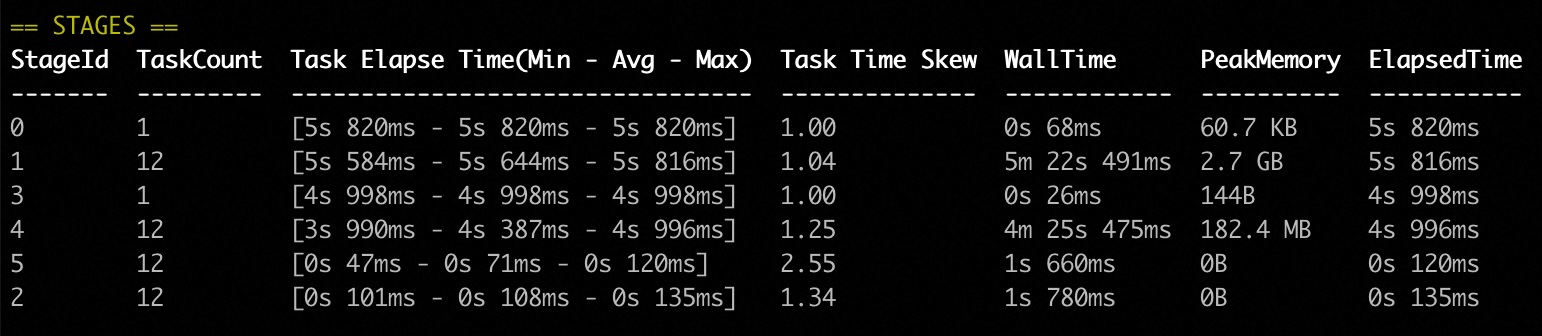 == STAGES ==
StageId  TaskCount  Task Elapse Time(Min - Avg - Max)  Task Time Skew  WallTime      PeakMemory  ElapsedTime
-------  ---------  ---------------------------------  --------------  ------------  ----------  -----------
0        1          [5s 820ms - 5s 820ms - 5s 820ms]   1.00            0s 68ms       60.7 KB     5s 820ms
1        12         [5s 584ms - 5s 644ms - 5s 816ms]   1.04            5m 22s 491ms  2.7 GB      5s 816ms
3        1          [4s 998ms - 4s 998ms - 4s 998ms]   1.00            0s 26ms       144B        4s 998ms
4        12         [3s 990ms - 4s 387ms - 4s 996ms]   1.25            4m 25s 475ms  182.4 MB    4s 996ms
5        12         [0s 47ms - 0s 71ms - 0s 120ms]     2.55            1s 660ms      0B          0s 120ms
2        12         [0s 101ms - 0s 108ms - 0s 135ms]   1.34            1s 780ms      0B          0s 135ms